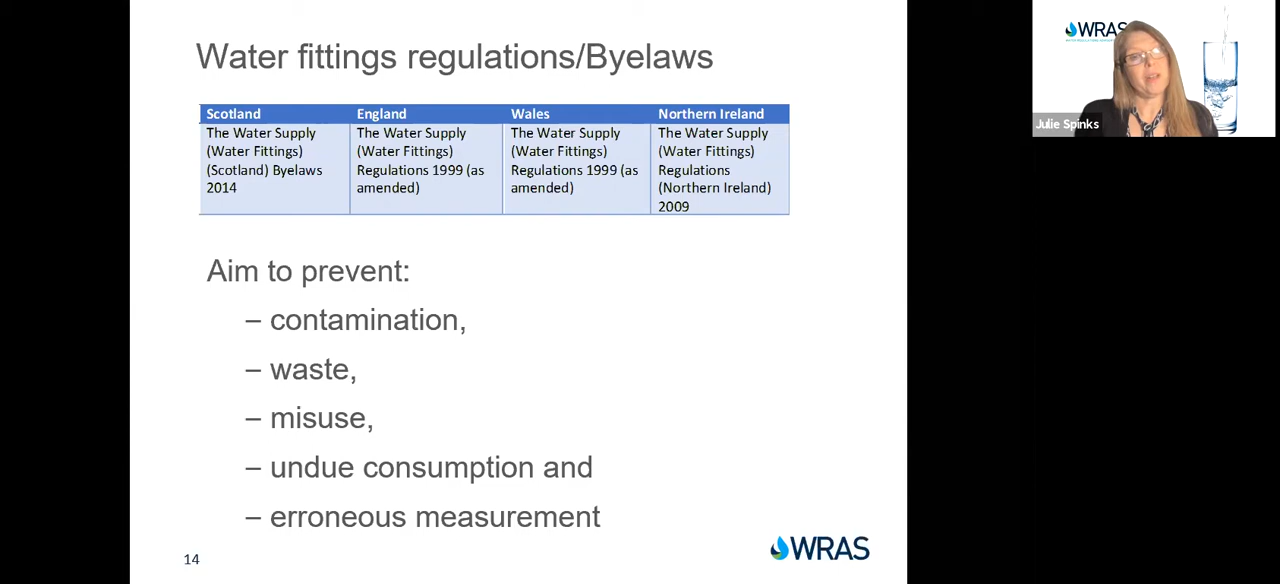 Water fittings regulations/Byelaws
Scotland
England
Wales
Northern Ireland
The Water Supply
(Water Fittings)
(Scotland) Byelaws
2014
The Water Supply
(Water Fittings)
Regulations 1999 (as
amended)
The Water Supply
(Water Fittings)
Regulations 1999 (as
amended)
The Water Supply
(Water Fittings)
Regulations
(Northern Ireland)
2009
Aim to prevent:
– contamination,
– waste,
– misuse,
– undue consumption and
– erroneous measurement
14
WRAS
WRAS
Julie Spinks